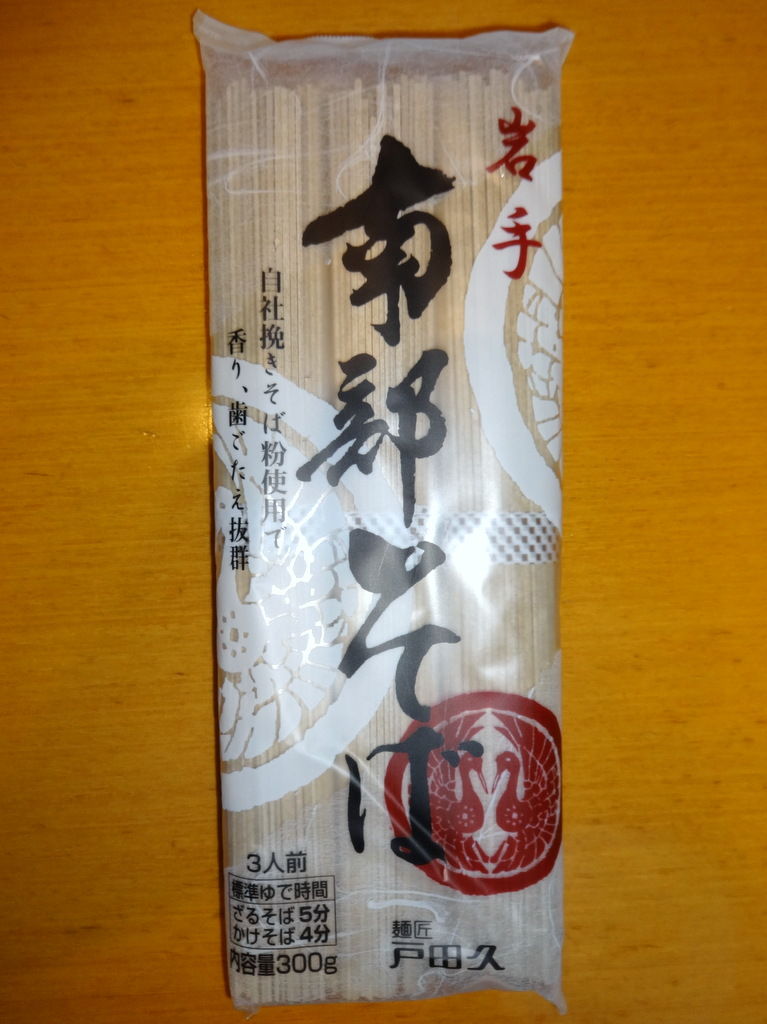 岩手
南部そば
自社挽きそば粉使用で
香り、歯ごたえ抜群
3人前
標準ゆで時間
ざるそば5分
かけそば4分
内容量300g
麺匠
戸田久